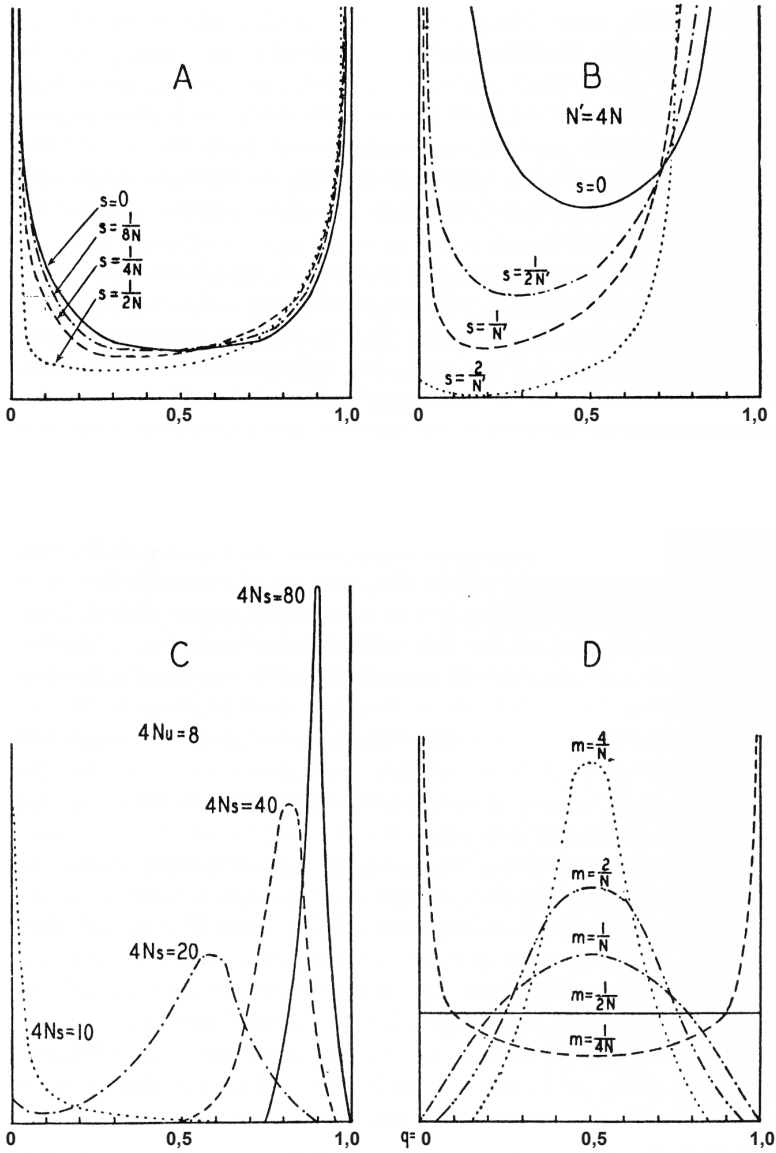 A
s=0
s=1/8N
s=1/4N
s=1/2N
0 0,5 1,0
B
N'=4N
s=0
s=1/2N'
s=1/N'
s=2/N'
0 0,5 1,0
C
4Nu=8
4Ns=80
4Ns=40
4Ns=20
4Ns=10
0 0,5 1,0
D
m=4/N
m=2/N
m=1/N
m=1/2N
m=1/4N
q= 0 0,5 1,0